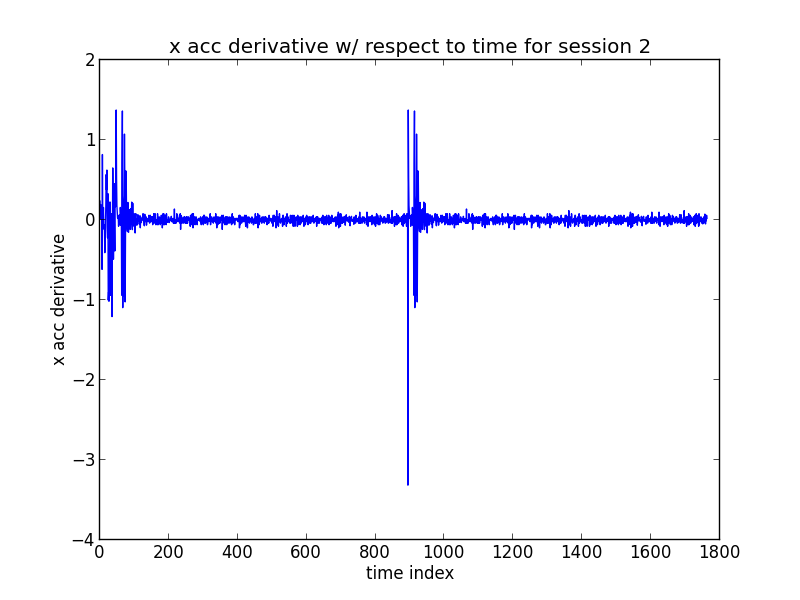 x acc derivative w/ respect to time for session 2
2
1
0
−1
−2
−3
−4
x acc derivative
0 200 400 600 800 1000 1200 1400 1600 1800
time index